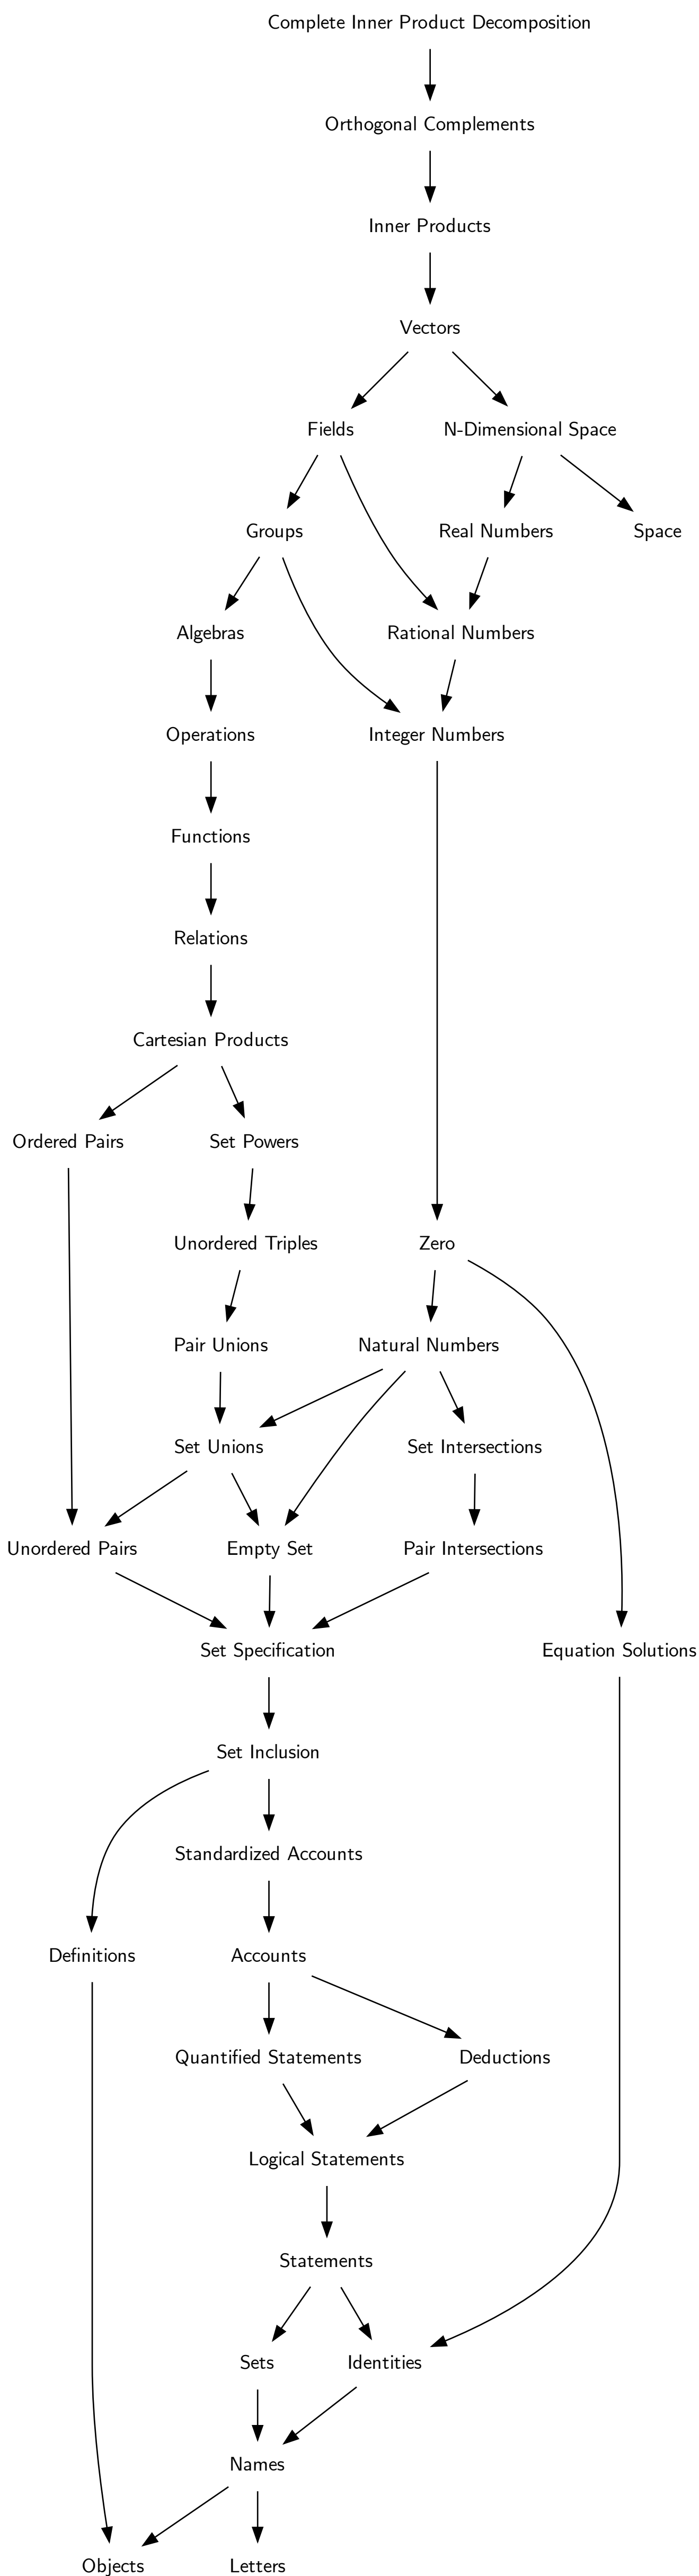 Complete Inner Product Decomposition
Orthogonal Complements
Inner Products
Vectors
Fields
N-Dimensional Space
Groups
Real Numbers
Space
Algebras
Rational Numbers
Operations
Integer Numbers
Functions
Relations
Cartesian Products
Ordered Pairs
Set Powers
Unordered Triples
Zero
Pair Unions
Natural Numbers
Set Unions
Set Intersections
Unordered Pairs
Empty Set
Pair Intersections
Set Specification
Equation Solutions
Set Inclusion
Standardized Accounts
Definitions
Accounts
Quantified Statements
Deductions
Logical Statements
Statements
Sets
Identities
Names
Objects
Letters